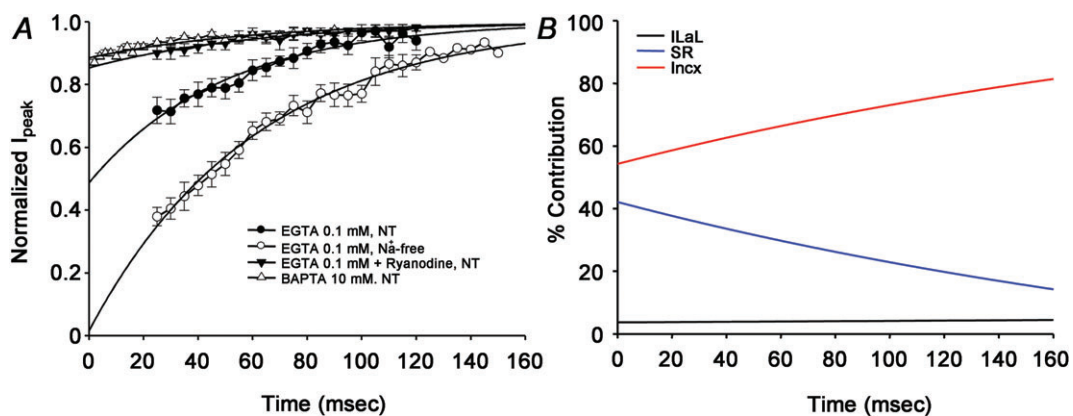 A
Normalized Ipeak
1.0
0.8
0.6
0.4
0.2
0
EGTA 0.1 mM, NT
EGTA 0.1 mM, Na+-free
EGTA 0.1 mM + Ryanodine, NT
BAPTA 10 mM. NT
0 20 40 60 80 100 120 140 160
Time (msec)
B
% Contribution
100
80
60
40
20
0
ILaL
SR
Incx
0 20 40 60 80 100 120 140 160
Time (msec)